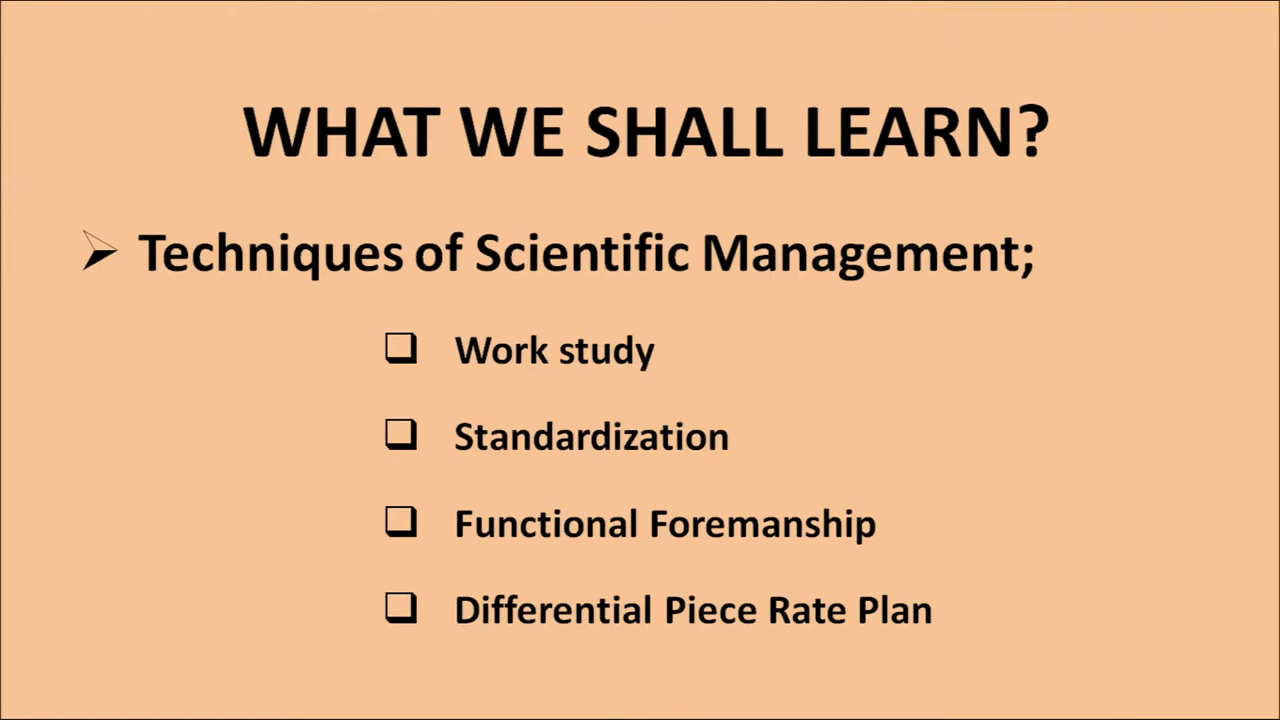 WHAT WE SHALL LEARN?
Techniques of Scientific Management;
Work study
Standardization
Functional Foremanship
Differential Piece Rate Plan